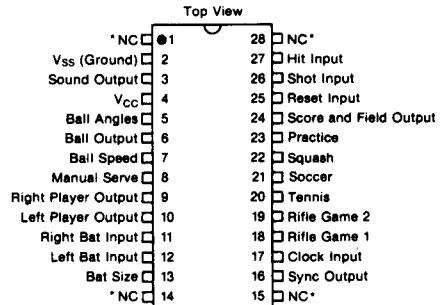 Top View
*NC 1 28 NC*
VSS (Ground) 2 27 Hit Input
Sound Output 3 26 Shot Input
VCC 4 25 Reset Input
Ball Angles 5 24 Score and Field Output
Ball Output 6 23 Practice
Ball Speed 7 22 Squash
Manual Serve 8 21 Soccer
Right Player Output 9 20 Tennis
Left Player Output 10 19 Rifle Game 2
Right Bat Input 11 18 Rifle Game 1
Left Bat Input 12 17 Clock Input
Bat Size 13 16 Sync Output
*NC 14 15 NC*